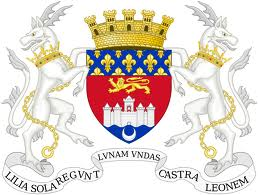 LILIA SOLA REGVNT
LVNAM VNDAS
CASTRA LEONEM